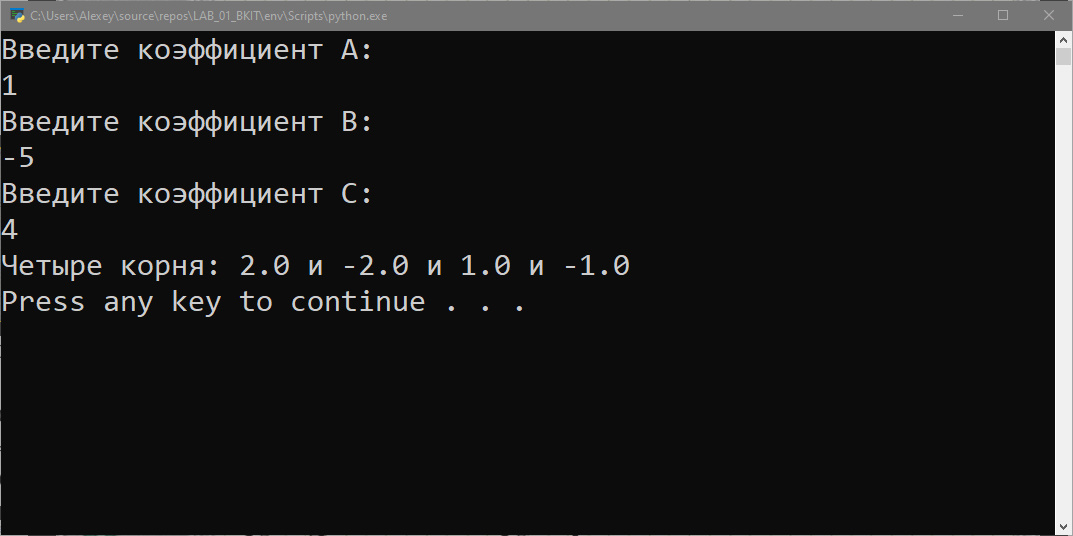 C:\Users\Alexey\source\repos\LAB_01_BKIT\env\Scripts\python.exe
Введите коэффициент A:
1
Введите коэффициент B:
-5
Введите коэффициент C:
4
Четыре корня: 2.0 и -2.0 и 1.0 и -1.0
Press any key to continue . . .